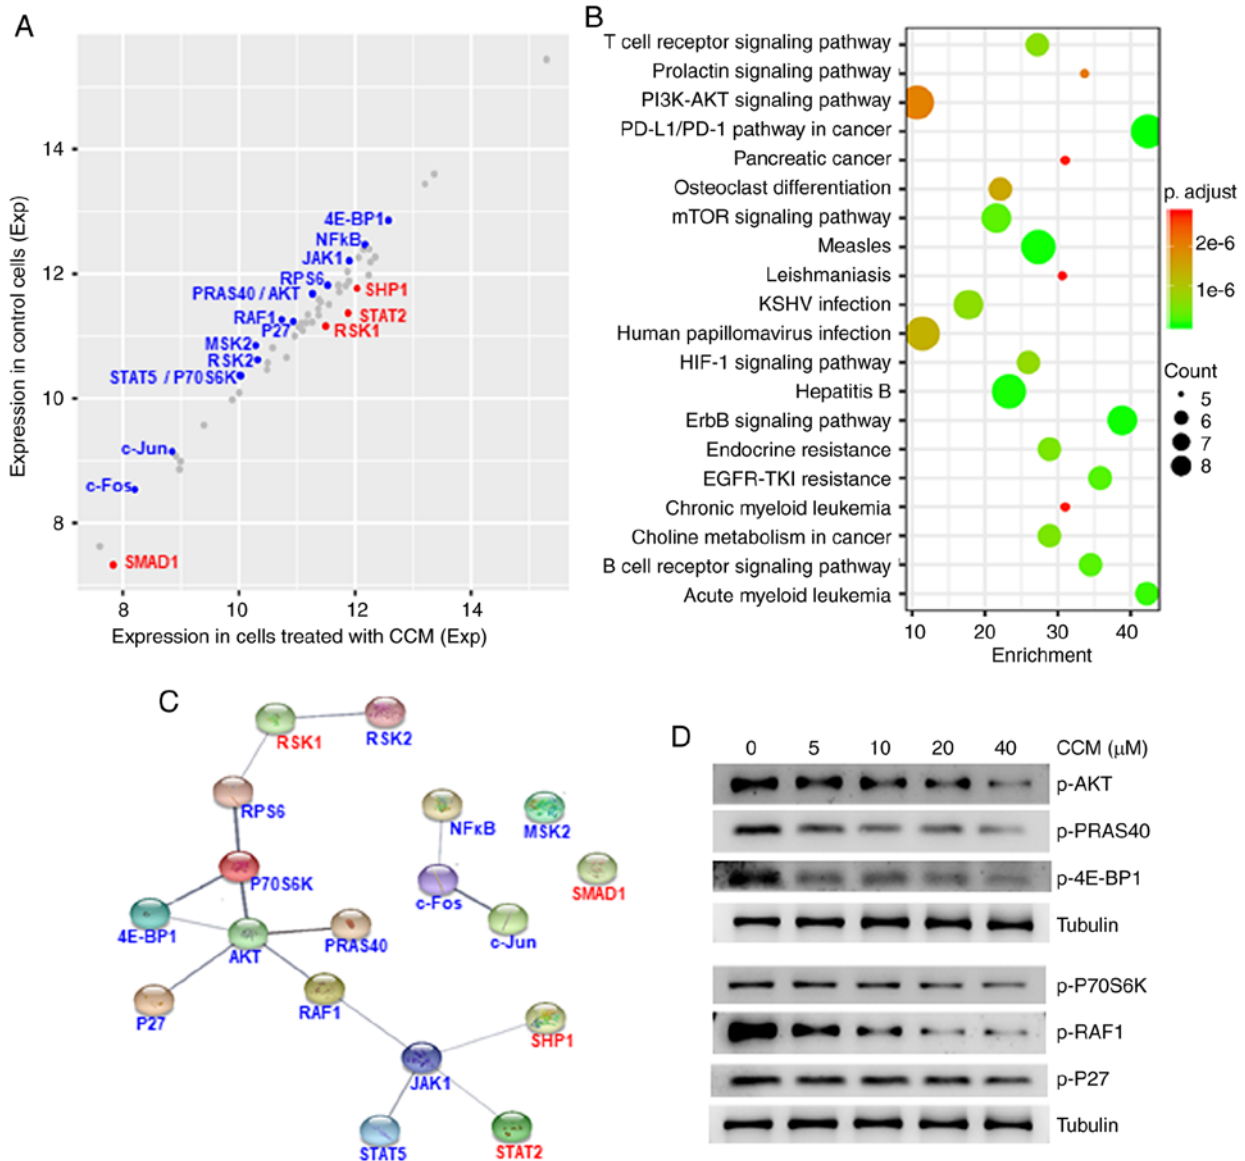 A
Expression in control cells (Exp)
14
12
10
8
4E-BP1
NFkB
JAK1
RPS6
PRAS40 / AKT
SHP1
RAF1
STAT2
P27
RSK1
MSK2
RSK2
STAT5 / P70S6K
c-Jun
c-Fos
SMAD1
8 10 12 14
Expression in cells treated with CCM (Exp)
B
T cell receptor signaling pathway
Prolactin signaling pathway
PI3K-AKT signaling pathway
PD-L1/PD-1 pathway in cancer
Pancreatic cancer
Osteoclast differentiation
mTOR signaling pathway
Measles
Leishmaniasis
KSHV infection
Human papillomavirus infection
HIF-1 signaling pathway
Hepatitis B
ErbB signaling pathway
Endocrine resistance
EGFR-TKI resistance
Chronic myeloid leukemia
Choline metabolism in cancer
B cell receptor signaling pathway
Acute myeloid leukemia
10 20 30 40
Enrichment
p. adjust
2e-6
1e-6
Count
5
6
7
8
C
RSK1
RSK2
RPS6
NFκB
MSK2
P70S6K
SMAD1
c-Fos
4E-BP1
c-Jun
PRAS40
AKT
RAF1
P27
SHP1
JAK1
STAT5
STAT2
D
0 5 10 20 40 CCM (μM)
p-AKT
p-PRAS40
p-4E-BP1
Tubulin
p-P70S6K
p-RAF1
p-P27
Tubulin